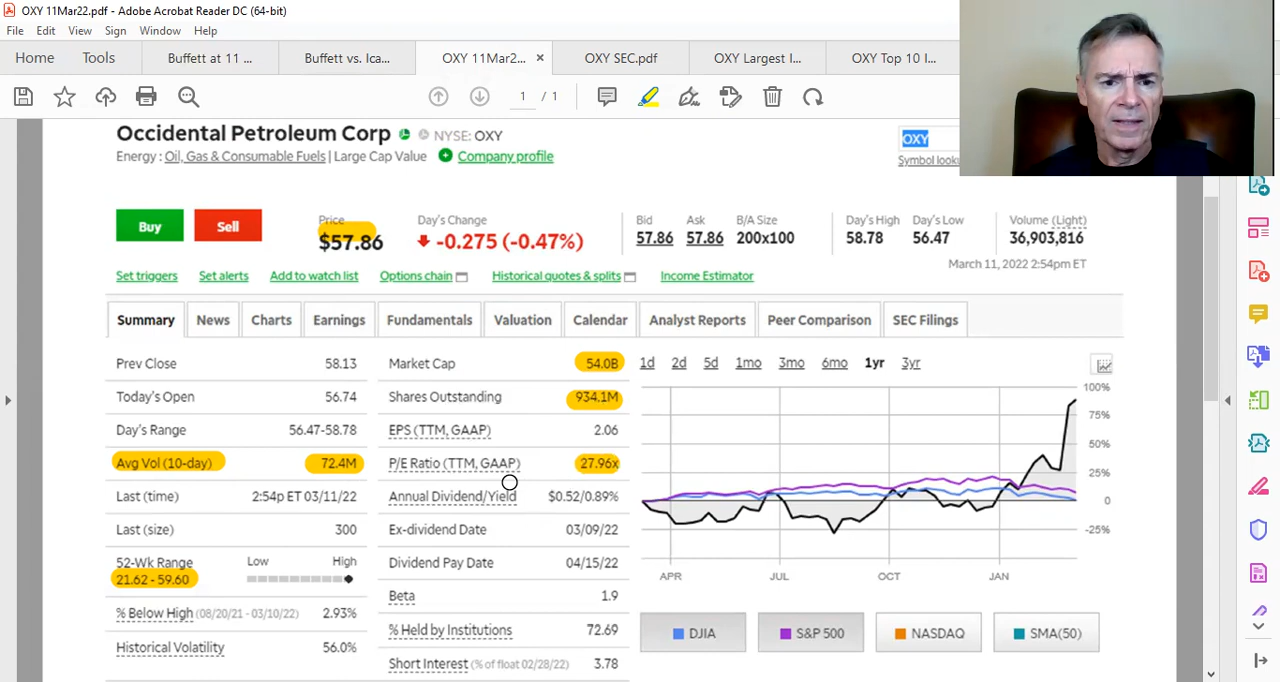 OXY 11Mar22.pdf - Adobe Acrobat Reader DC (64-bit)
File Edit View Sign Window Help
Home Tools Buffett at 11 ... Buffett vs. Ica... OXY 11Mar2... × OXY SEC.pdf OXY Largest I... OXY Top 10 I...
1 / 1
Occidental Petroleum Corp NYSE: OXY
OXY
Energy : Oil, Gas & Consumable Fuels | Large Cap Value Company profile
Symbol looku
Buy Sell
Price Day's Change Bid Ask B/A Size Day's High Day's Low Volume (Light)
$57.86 -0.275 (-0.47%) 57.86 57.86 200x100 58.78 56.47 36,903,816
March 11, 2022 2:54pm ET
Set triggers Set alerts Add to watch list Options chain Historical quotes & splits Income Estimator
Summary News Charts Earnings Fundamentals Valuation Calendar Analyst Reports Peer Comparison SEC Filings
Prev Close 58.13
Today's Open 56.74
Day's Range 56.47-58.78
Avg Vol (10-day) 72.4M
Last (time) 2:54p ET 03/11/22
Last (size) 300
52-Wk Range Low High
21.62 - 59.60
% Below High (08/20/21 - 03/10/22) 2.93%
Historical Volatility 56.0%
Market Cap 54.0B
Shares Outstanding 934.1M
EPS (TTM, GAAP) 2.06
P/E Ratio (TTM, GAAP) 27.96x
Annual Dividend/Yield $0.52/0.89%
Ex-dividend Date 03/09/22
Dividend Pay Date 04/15/22
Beta 1.9
% Held by Institutions 72.69
Short Interest (% of float 02/28/22) 3.78
1d 2d 5d 1mo 3mo 6mo 1yr 3yr
100%
75%
50%
25%
0
-25%
APR JUL OCT JAN
DJIA S&P 500 NASDAQ SMA(50)